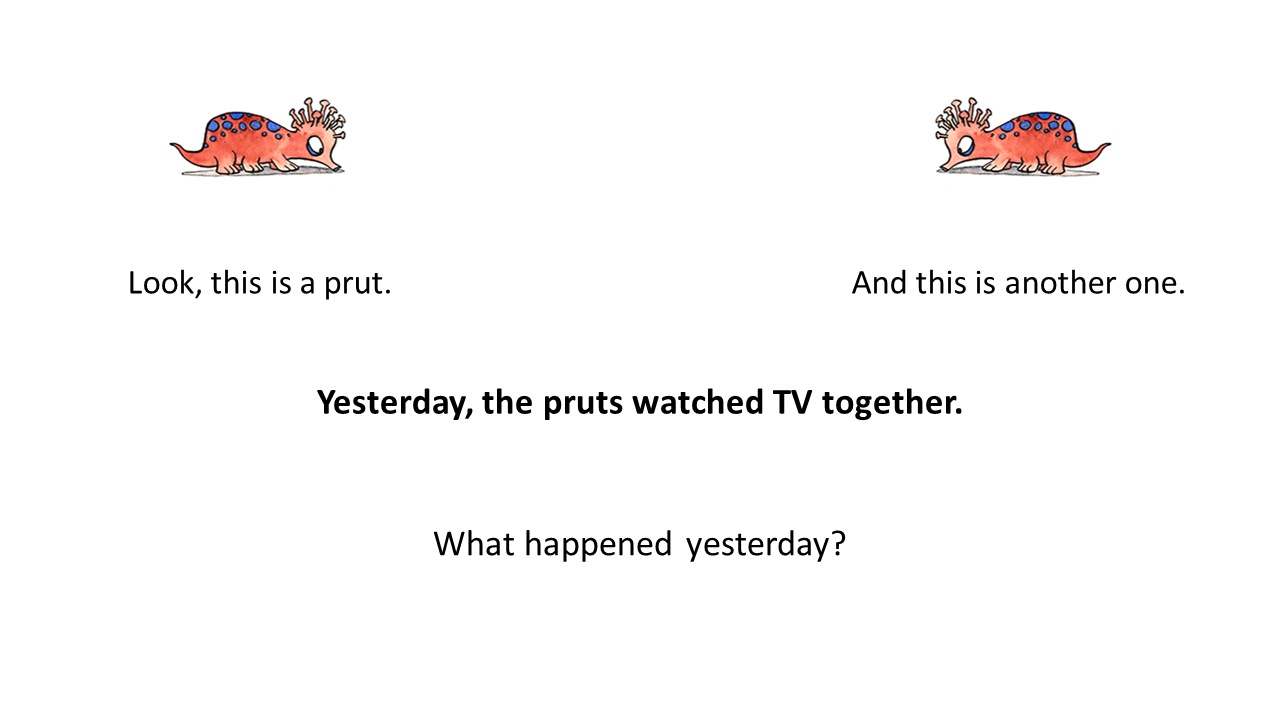 Look, this is a prut.
And this is another one.
Yesterday, the pruts watched TV together.
What happened yesterday?